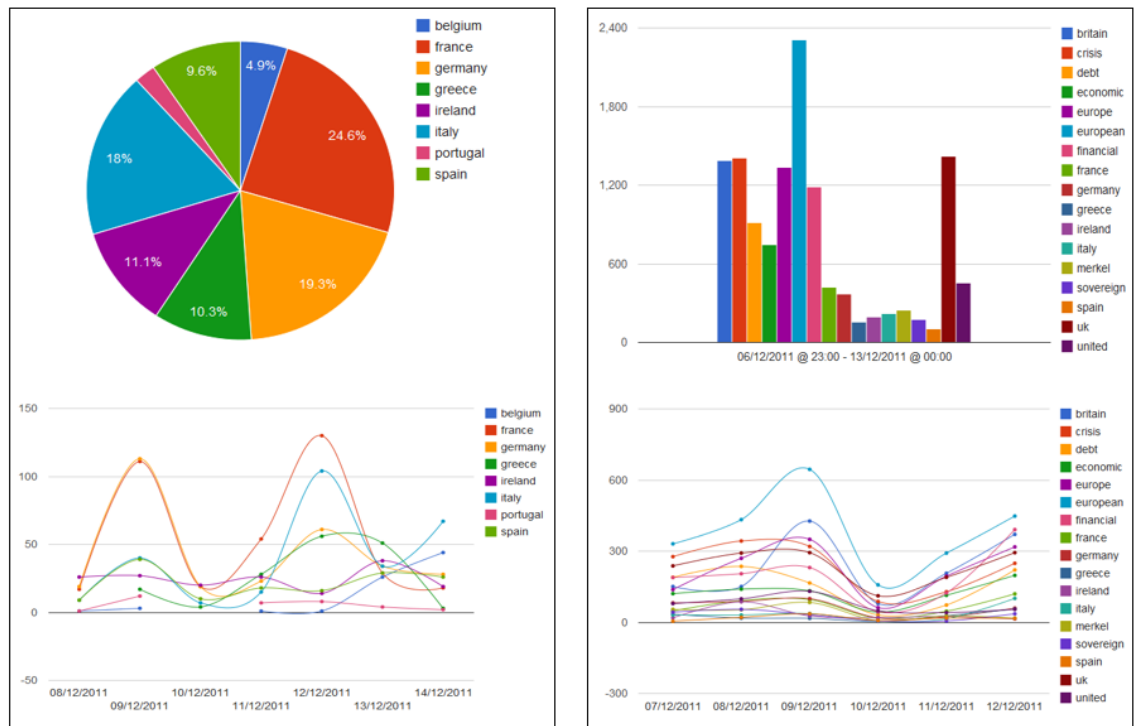 4.9%
24.6%
19.3%
10.3%
11.1%
18%
9.6%
belgium
france
germany
greece
ireland
italy
portugal
spain
2,400
1,800
1,200
600
0
06/12/2011 @ 23:00 - 13/12/2011 @ 00:00
britain
crisis
debt
economic
europe
european
financial
france
germany
greece
ireland
italy
merkel
sovereign
spain
uk
united
150
100
50
0
-50
08/12/2011
09/12/2011
10/12/2011
11/12/2011
12/12/2011
13/12/2011
14/12/2011
belgium
france
germany
greece
ireland
italy
portugal
spain
900
600
300
0
-300
07/12/2011 08/12/2011 09/12/2011 10/12/2011 11/12/2011 12/12/2011
britain
crisis
debt
economic
europe
european
financial
france
germany
greece
ireland
italy
merkel
sovereign
spain
uk
united